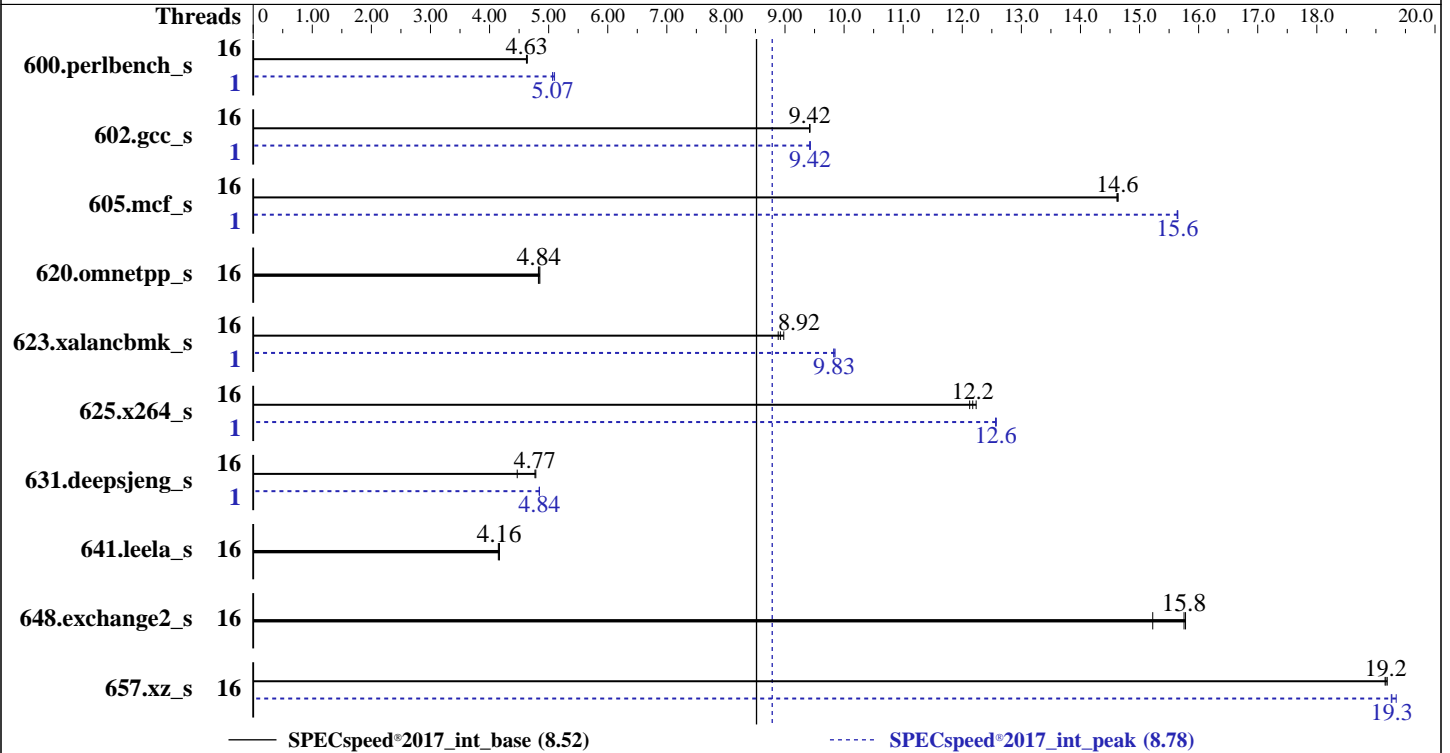 Threads 0 1.00 2.00 3.00 4.00 5.00 6.00 7.00 8.00 9.00 10.0 11.0 12.0 13.0 14.0 15.0 16.0 17.0 18.0 20.0
600.perlbench_s 16 4.63
1 5.07
602.gcc_s 16 9.42
1 9.42
605.mcf_s 16 14.6
1 15.6
620.omnetpp_s 16 4.84
623.xalancbmk_s 16 8.92
1 9.83
625.x264_s 16 12.2
1 12.6
631.deepsjeng_s 16 4.77
1 4.84
641.leela_s 16 4.16
648.exchange2_s 16 15.8
657.xz_s 16 19.2
19.3
SPECspeed®2017_int_base (8.52) SPECspeed®2017_int_peak (8.78)